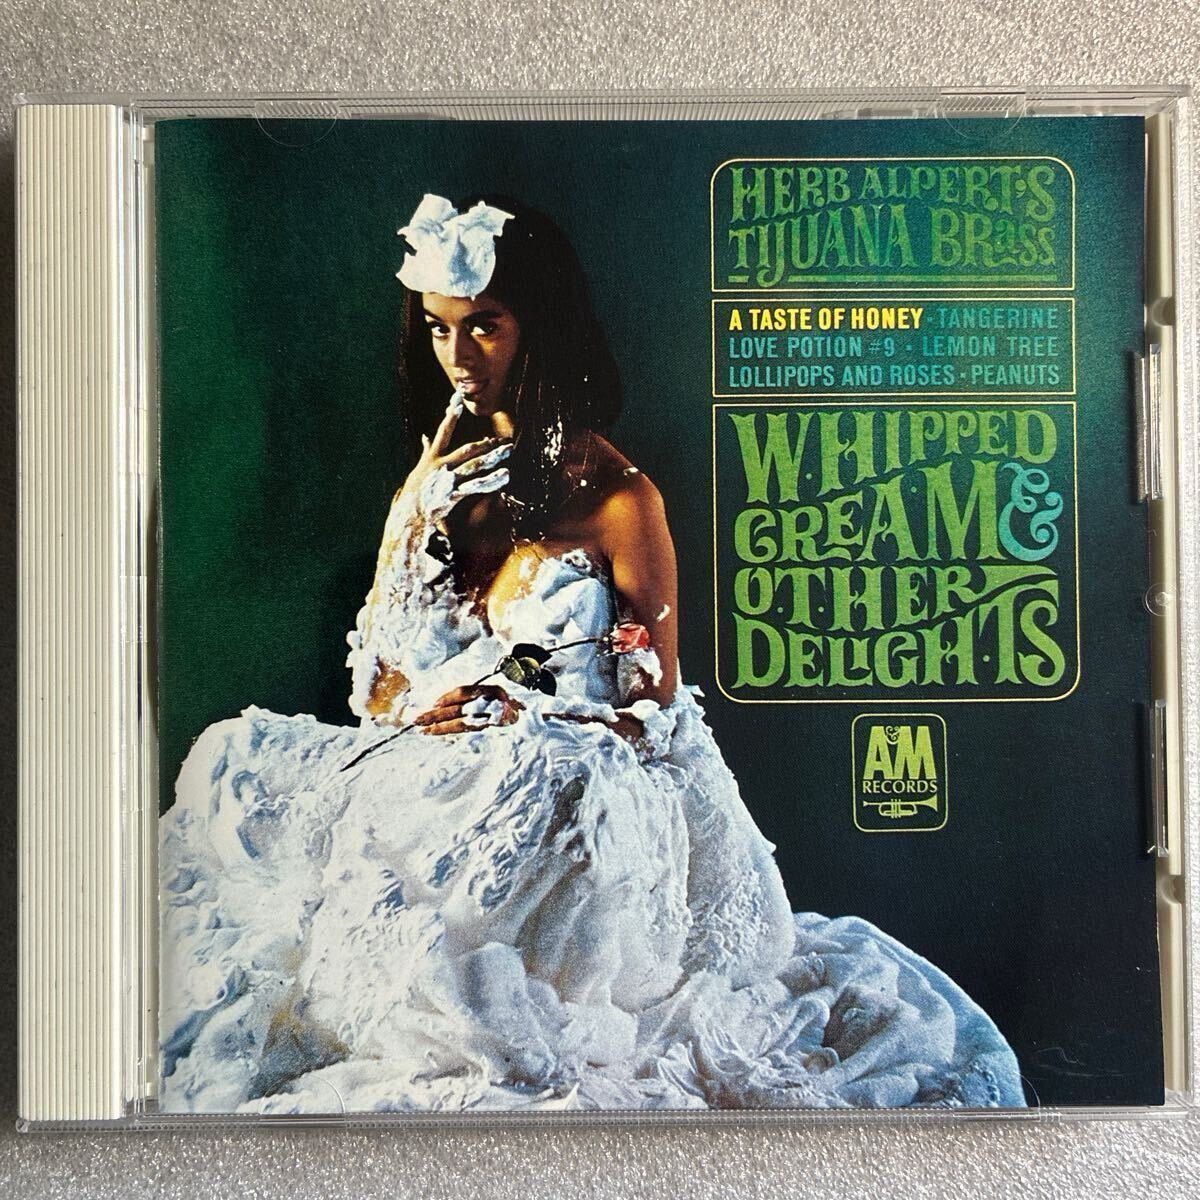 HERB ALPERT'S
TIJUANA BRASS
A TASTE OF HONEY · TANGERINE
LOVE POTION #9 · LEMON TREE
LOLLIPOPS AND ROSES · PEANUTS
WHIPPED
CREAM &
OTHER
DELIGHTS
A&M
RECORDS